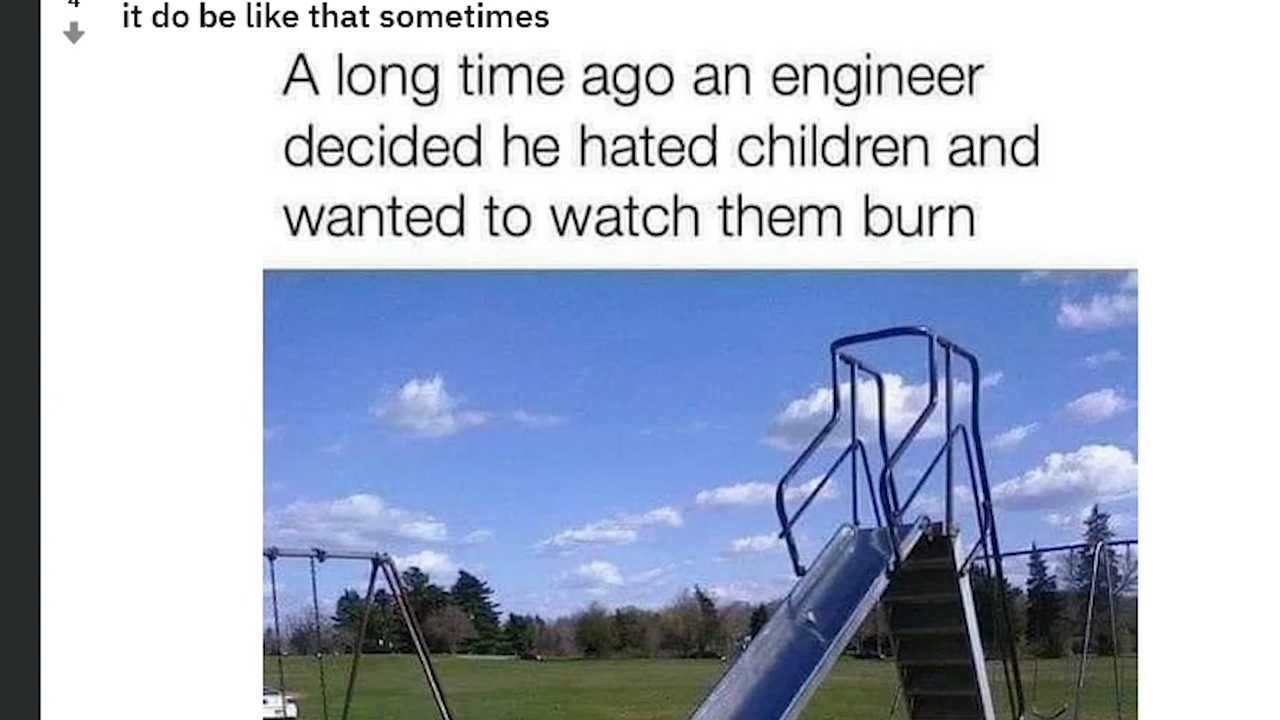 it do be like that sometimes
A long time ago an engineer
decided he hated children and
wanted to watch them burn